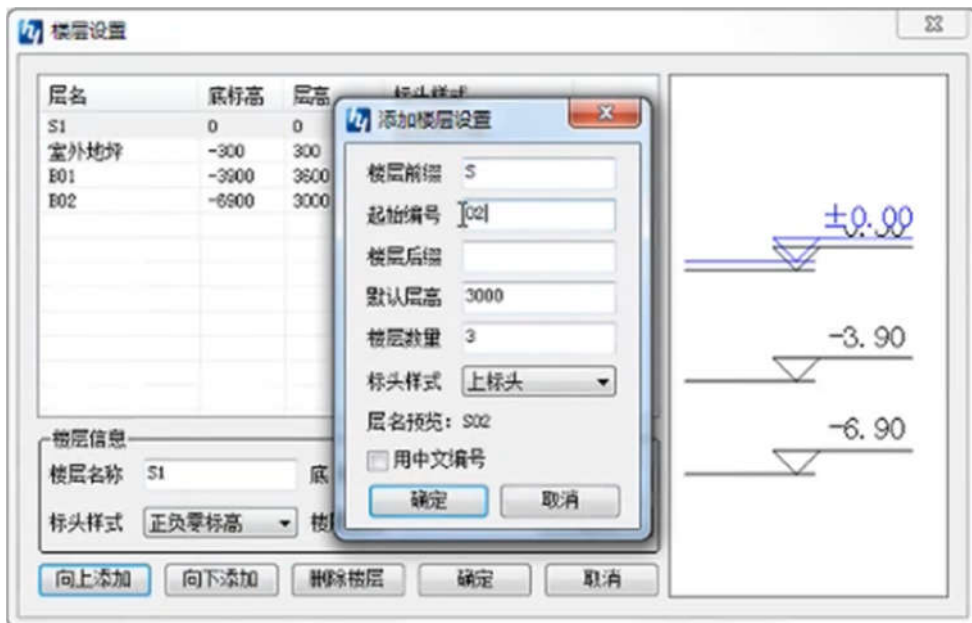 楼层设置
层名 底标高 层高 标头样式
S1 0 0
室外地坪 -300 300
B01 -3900 3600
B02 -6900 3000
添加楼层设置
楼层前缀 S
起始编号 02
楼层后缀
默认层高 3000
楼层数量 3
标头样式 上标头
层名预览: S02
用中文编号
确定 取消
±0.00
-3.90
-6.90
楼层信息
楼层名称 S1 底
标头样式 正负零标高 楼
向上添加 向下添加 删除楼层 确定 取消